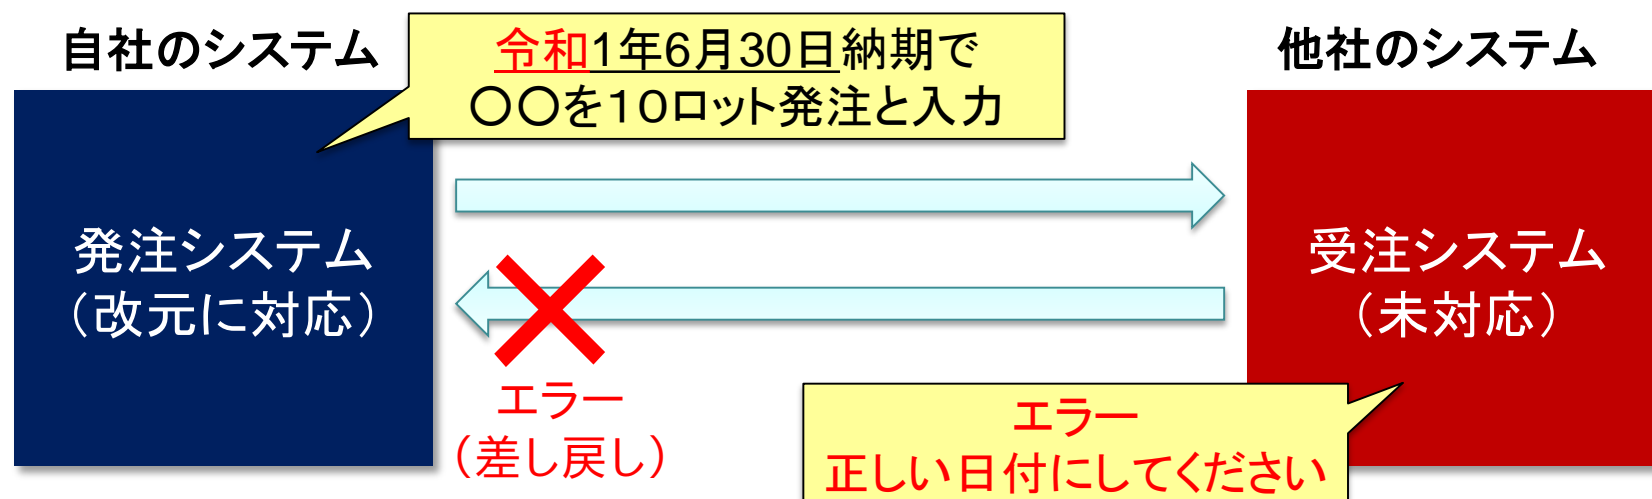 自社のシステム
令和1年6月30日納期で
〇〇を１０ロット発注と入力
他社のシステム
発注システム
（改元に対応）
受注システム
（未対応）
エラー
（差し戻し）
エラー
正しい日付にしてください